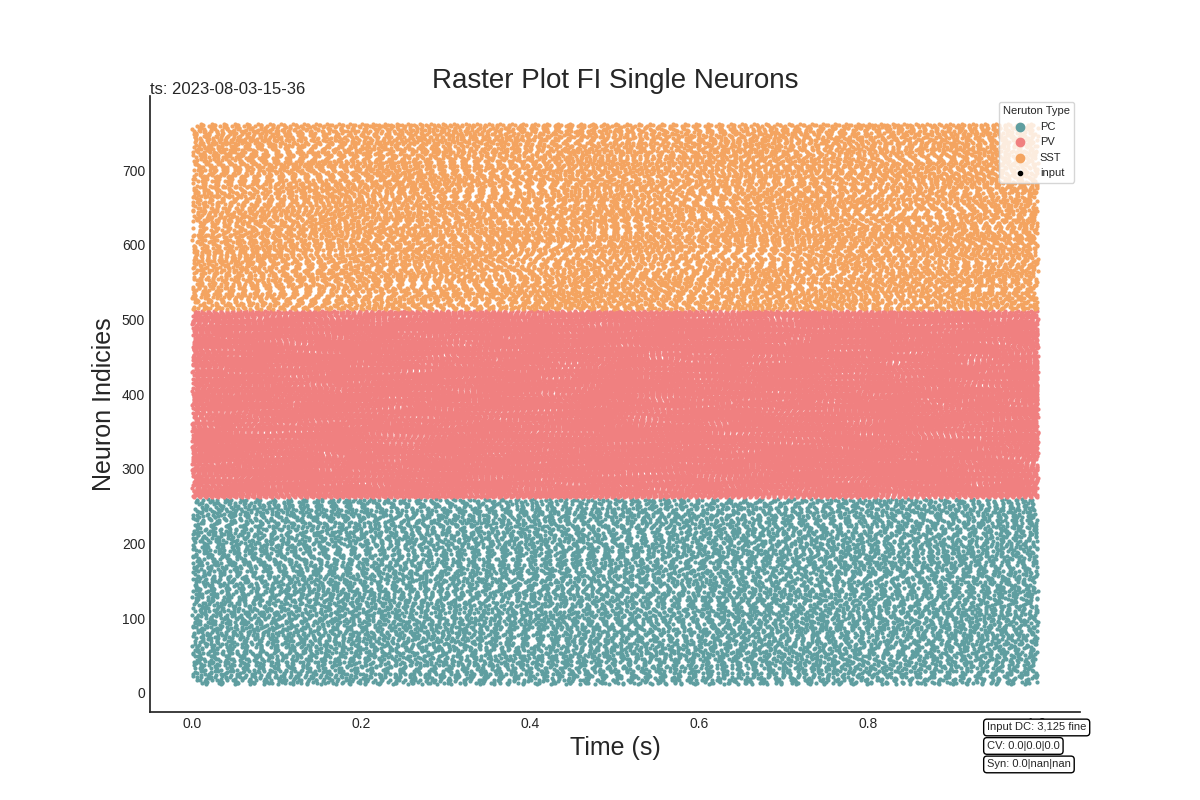 Raster Plot FI Single Neurons
ts: 2023-08-03-15-36
Neruton Type
PC
PV
SST
input
Neuron Indicies
700
600
500
400
300
200
100
0
0.0 0.2 0.4 0.6 0.8
Time (s)
Input DC: 3,125 fine
CV: 0.0|0.0|0.0
Syn: 0.0|nan|nan